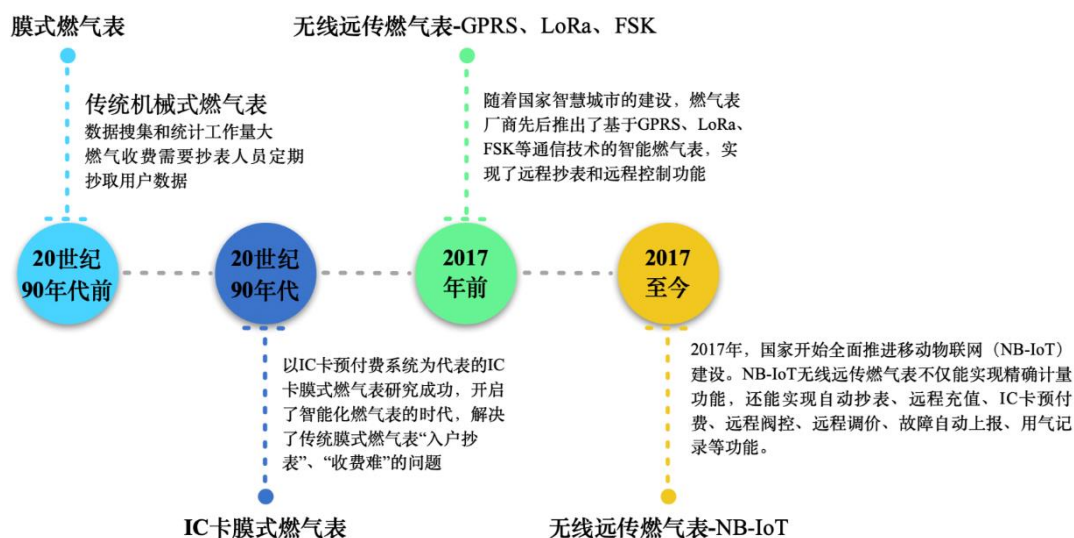 膜式燃气表
传统机械式燃气表
数据搜集和统计工作量大
燃气收费需要抄表人员定期
抄取用户数据
无线远传燃气表-GPRS、LoRa、FSK
随着国家智慧城市的建设，燃气表
厂商先后推出了基于GPRS、LoRa、
FSK等通信技术的智能燃气表，实
现了远程抄表和远程控制功能
20世纪
90年代前
20世纪
90年代
2017
年前
2017
至今
以IC卡预付费系统为代表的IC
卡膜式燃气表研究成功，开启
了智能化燃气表的时代，解决
了传统膜式燃气表“入户抄
表”、“收费难”的问题
IC卡膜式燃气表
2017年，国家开始全面推进移动物联网（NB-IoT）
建设。NB-IoT无线远传燃气表不仅能实现精确计量
功能，还能实现自动抄表、远程充值、IC卡预付
费、远程阀控、远程调价、故障自动上报、用气记
录等功能。
无线远传燃气表-NB-IoT